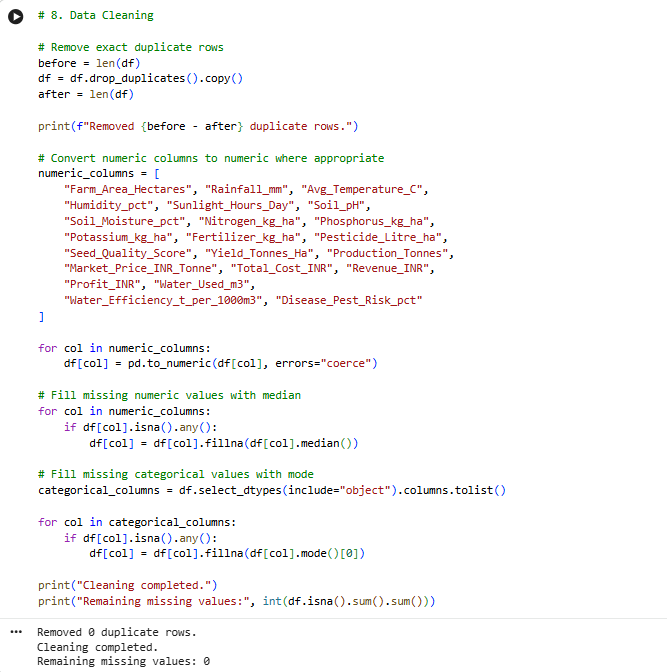 # 8. Data Cleaning
# Remove exact duplicate rows
before = len(df)
df = df.drop_duplicates().copy()
after = len(df)
print(f"Removed {before - after} duplicate rows.")
# Convert numeric columns to numeric where appropriate
numeric_columns = [
    "Farm_Area_Hectares", "Rainfall_mm", "Avg_Temperature_C",
    "Humidity_pct", "Sunlight_Hours_Day", "Soil_pH",
    "Soil_Moisture_pct", "Nitrogen_kg_ha", "Phosphorus_kg_ha",
    "Potassium_kg_ha", "Fertilizer_kg_ha", "Pesticide_Litre_ha",
    "Seed_Quality_Score", "Yield_Tonnes_Ha", "Production_Tonnes",
    "Market_Price_INR_Tonne", "Total_Cost_INR", "Revenue_INR",
    "Profit_INR", "Water_Used_m3",
    "Water_Efficiency_t_per_1000m3", "Disease_Pest_Risk_pct"
]
for col in numeric_columns:
    df[col] = pd.to_numeric(df[col], errors="coerce")
# Fill missing numeric values with median
for col in numeric_columns:
    if df[col].isna().any():
        df[col] = df[col].fillna(df[col].median())
# Fill missing categorical values with mode
categorical_columns = df.select_dtypes(include="object").columns.tolist()
for col in categorical_columns:
    if df[col].isna().any():
        df[col] = df[col].fillna(df[col].mode()[0])
print("Cleaning completed.")
print("Remaining missing values:", int(df.isna().sum().sum()))
Removed 0 duplicate rows.
Cleaning completed.
Remaining missing values: 0